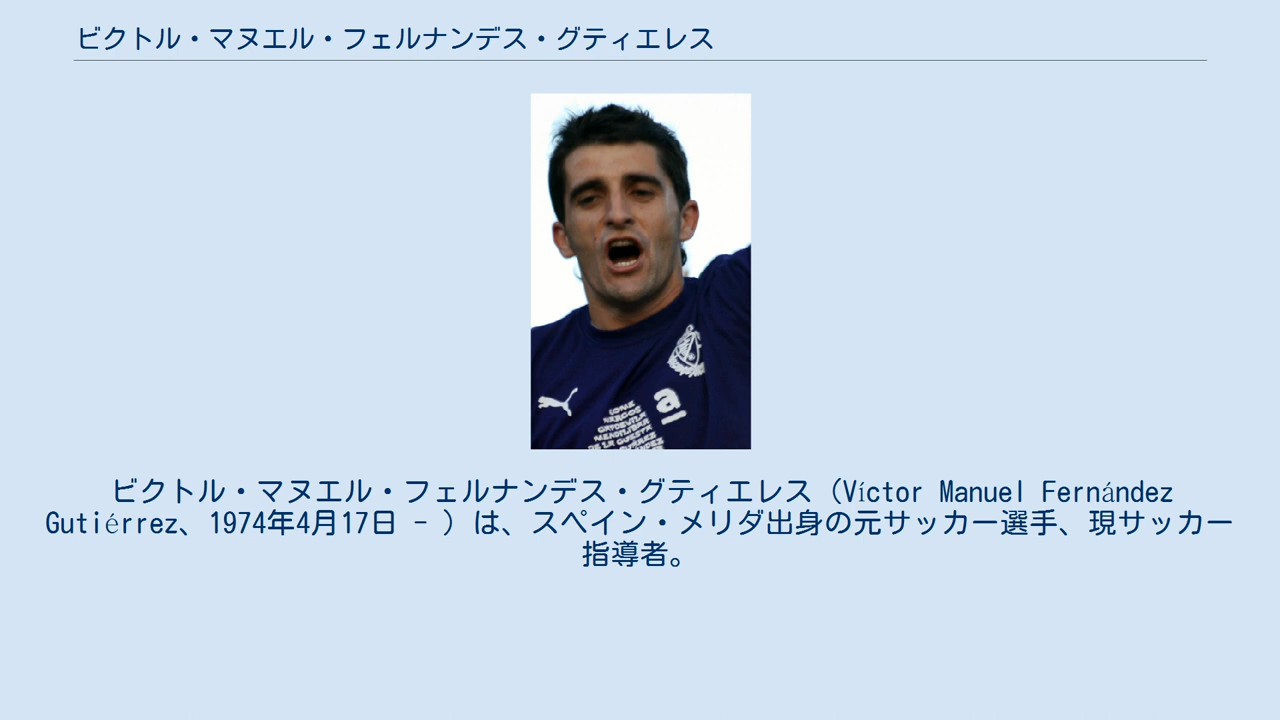 ビクトル・マヌエル・フェルナンデス・グティエレス
a
ビクトル・マヌエル・フェルナンデス・グティエレス（Víctor Manuel Fernández
Gutiérrez、1974年4月17日 - ）は、スペイン・メリダ出身の元サッカー選手、現サッカー
指導者。